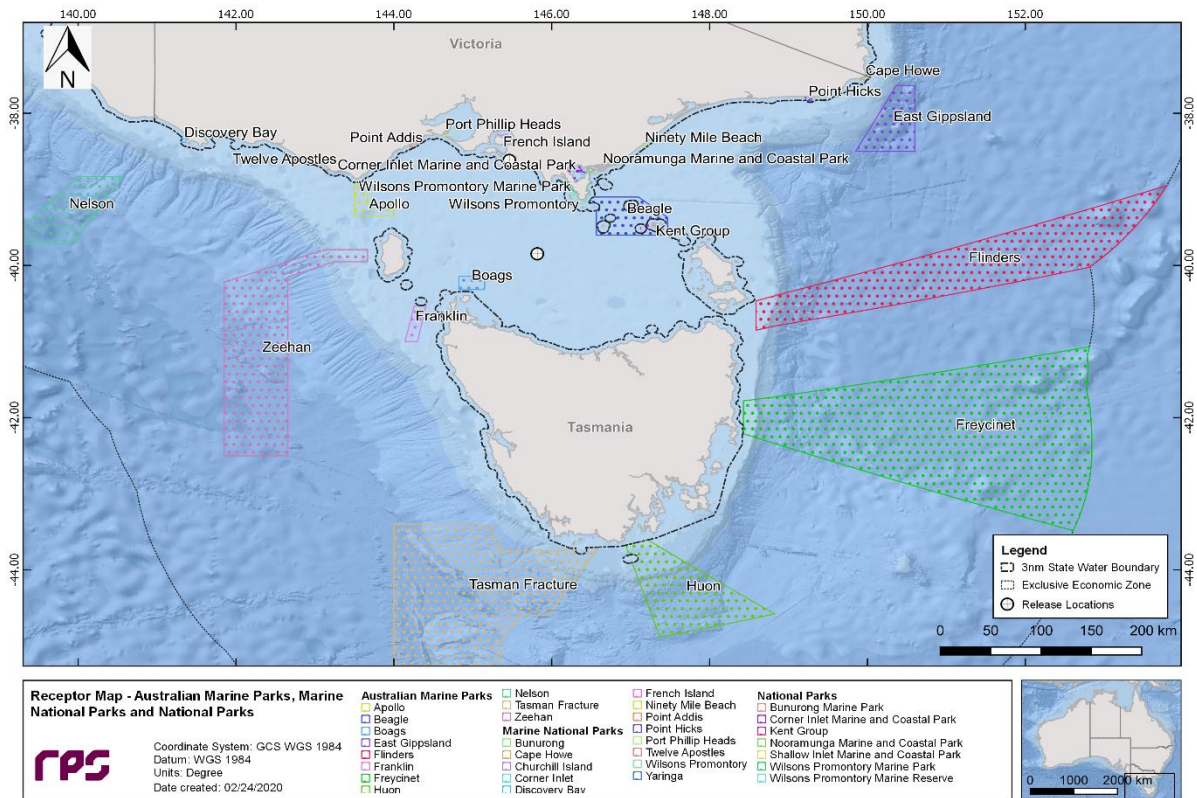 140.00 142.00 144.00 146.00 148.00 150.00 152.00
N
Victoria
Cape Howe
Point Hicks
East Gippsland
-38.00 -38.00
Discovery Bay
Point Addis
Port Phillip Heads
French Island
Ninety Mile Beach
Twelve Apostles
Corner Inlet Marine and Coastal Park
Nooramunga Marine and Coastal Park
Wilsons Promontory Marine Park
Nelson
Apollo
Wilsons Promontory
Beagle
Kent Group
Flinders
-40.00 -40.00
Boags
Franklin
Zeehan
-42.00 -42.00
Tasmania
Freycinet
-44.00 -44.00
Tasman Fracture
Huon
Legend
3nm State Water Boundary
Exclusive Economic Zone
Release Locations
0 50 100 150 200 km
Receptor Map - Australian Marine Parks, Marine
National Parks and National Parks
rps
Coordinate System: GCS WGS 1984
Datum: WGS 1984
Units: Degree
Date created: 02/24/2020
Australian Marine Parks
Apollo
Beagle
Boags
East Gippsland
Flinders
Franklin
Freycinet
Huon
Nelson
Tasman Fracture
Zeehan
Marine National Parks
Bunurong
Cape Howe
Churchill Island
Corner Inlet
Discovery Bay
French Island
Ninety Mile Beach
Point Addis
Point Hicks
Port Phillip Heads
Twelve Apostles
Wilsons Promontory
Yaringa
National Parks
Bunurong Marine Park
Corner Inlet Marine and Coastal Park
Kent Group
Nooramunga Marine and Coastal Park
Shallow Inlet Marine and Coastal Park
Wilsons Promontory Marine Park
Wilsons Promontory Marine Reserve
0 1000 2000 km